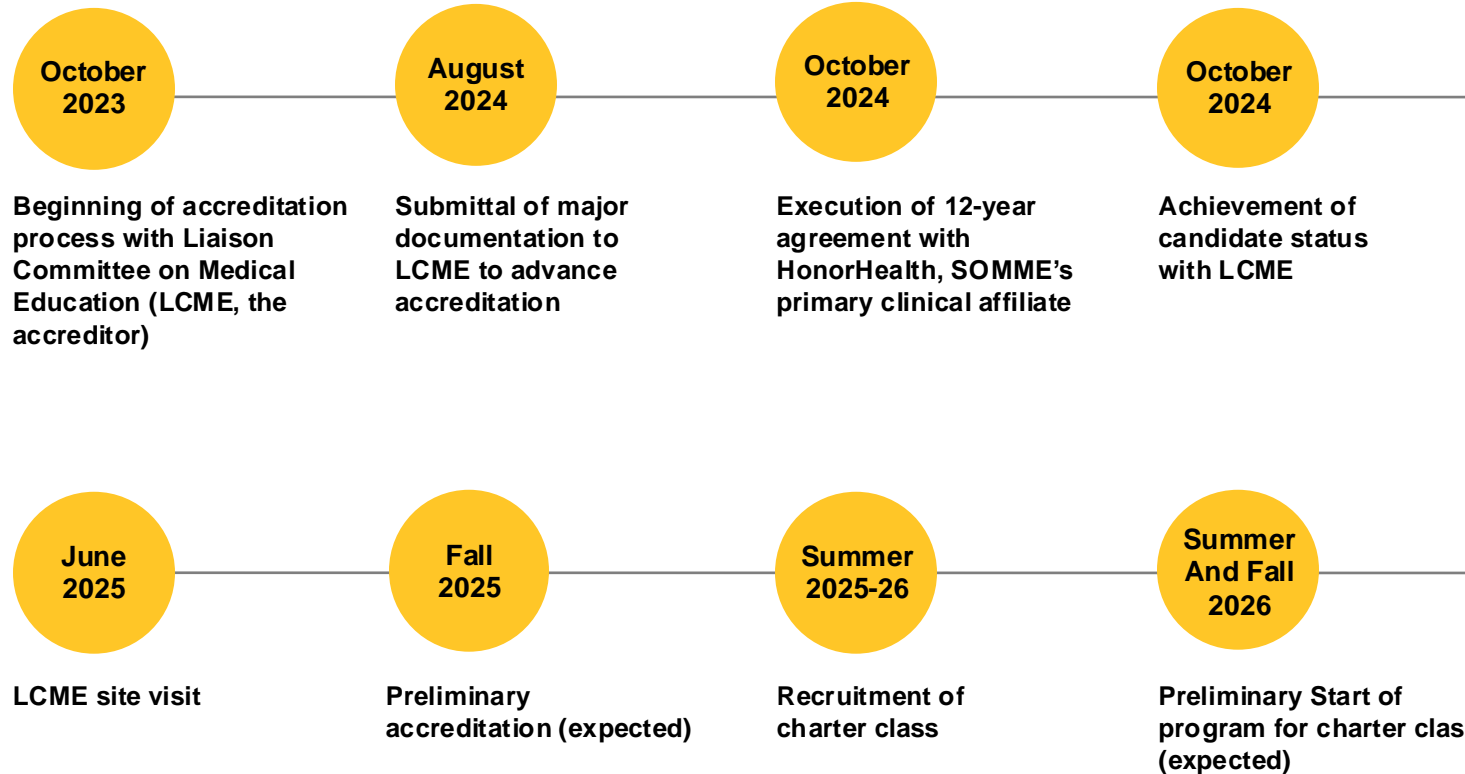 October
2023
August
2024
October
2024
October
2024
Beginning of accreditation
process with Liaison
Committee on Medical
Education (LCME, the
accreditor)
Submittal of major
documentation to
LCME to advance
accreditation
Execution of 12-year
agreement with
HonorHealth, SOMME’s
primary clinical affiliate
Achievement of
candidate status
with LCME
June
2025
Fall
2025
Summer
2025-26
Summer
And Fall
2026
LCME site visit
Preliminary
accreditation (expected)
Recruitment of
charter class
Preliminary Start of
program for charter clas
(expected)